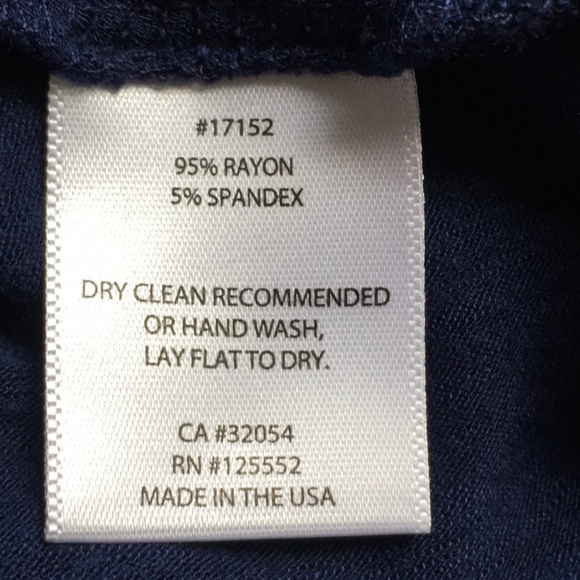 #17152
95% RAYON
5% SPANDEX
DRY CLEAN RECOMMENDED
OR HAND WASH,
LAY FLAT TO DRY.
CA #32054
RN #125552
MADE IN THE USA